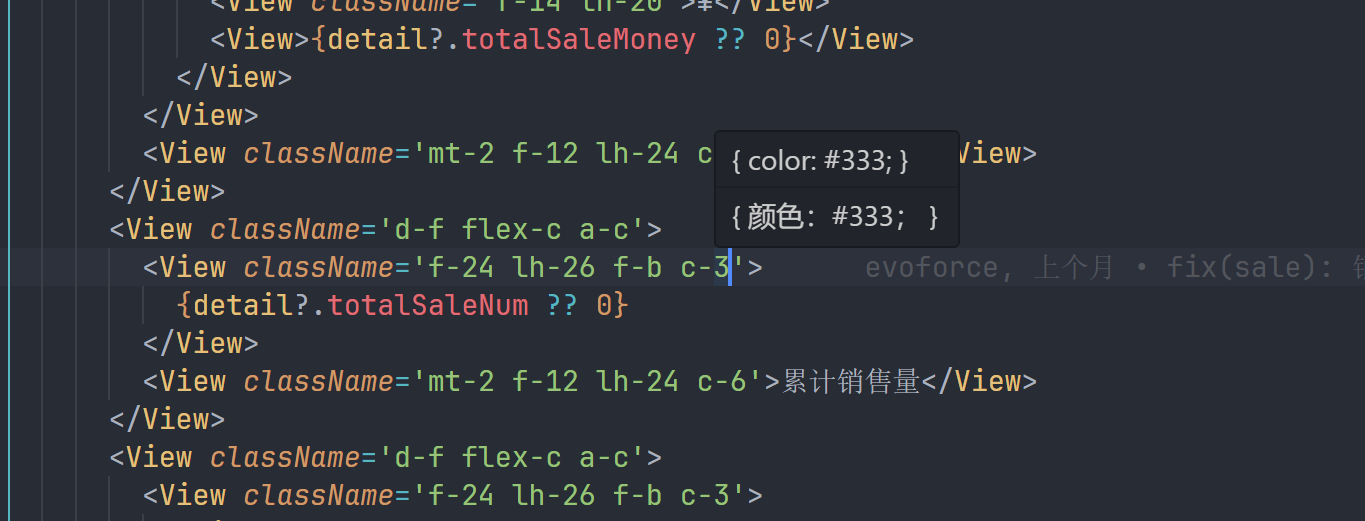 <View className='f-14 lh-20'>¥</View>
<View>{detail?.totalSaleMoney ?? 0}</View>
</View>
</View>
<View className='mt-2 f-12 lh-24 c View>
{ color: #333; }
</View>
{ 颜色：#333； }
<View className='d-f flex-c a-c'>
<View className='f-24 lh-26 f-b c-3'> evoforce, 上个月 • fix(sale):
{detail?.totalSaleNum ?? 0}
</View>
<View className='mt-2 f-12 lh-24 c-6'>累计销售量</View>
</View>
<View className='d-f flex-c a-c'>
<View className='f-24 lh-26 f-b c-3'>